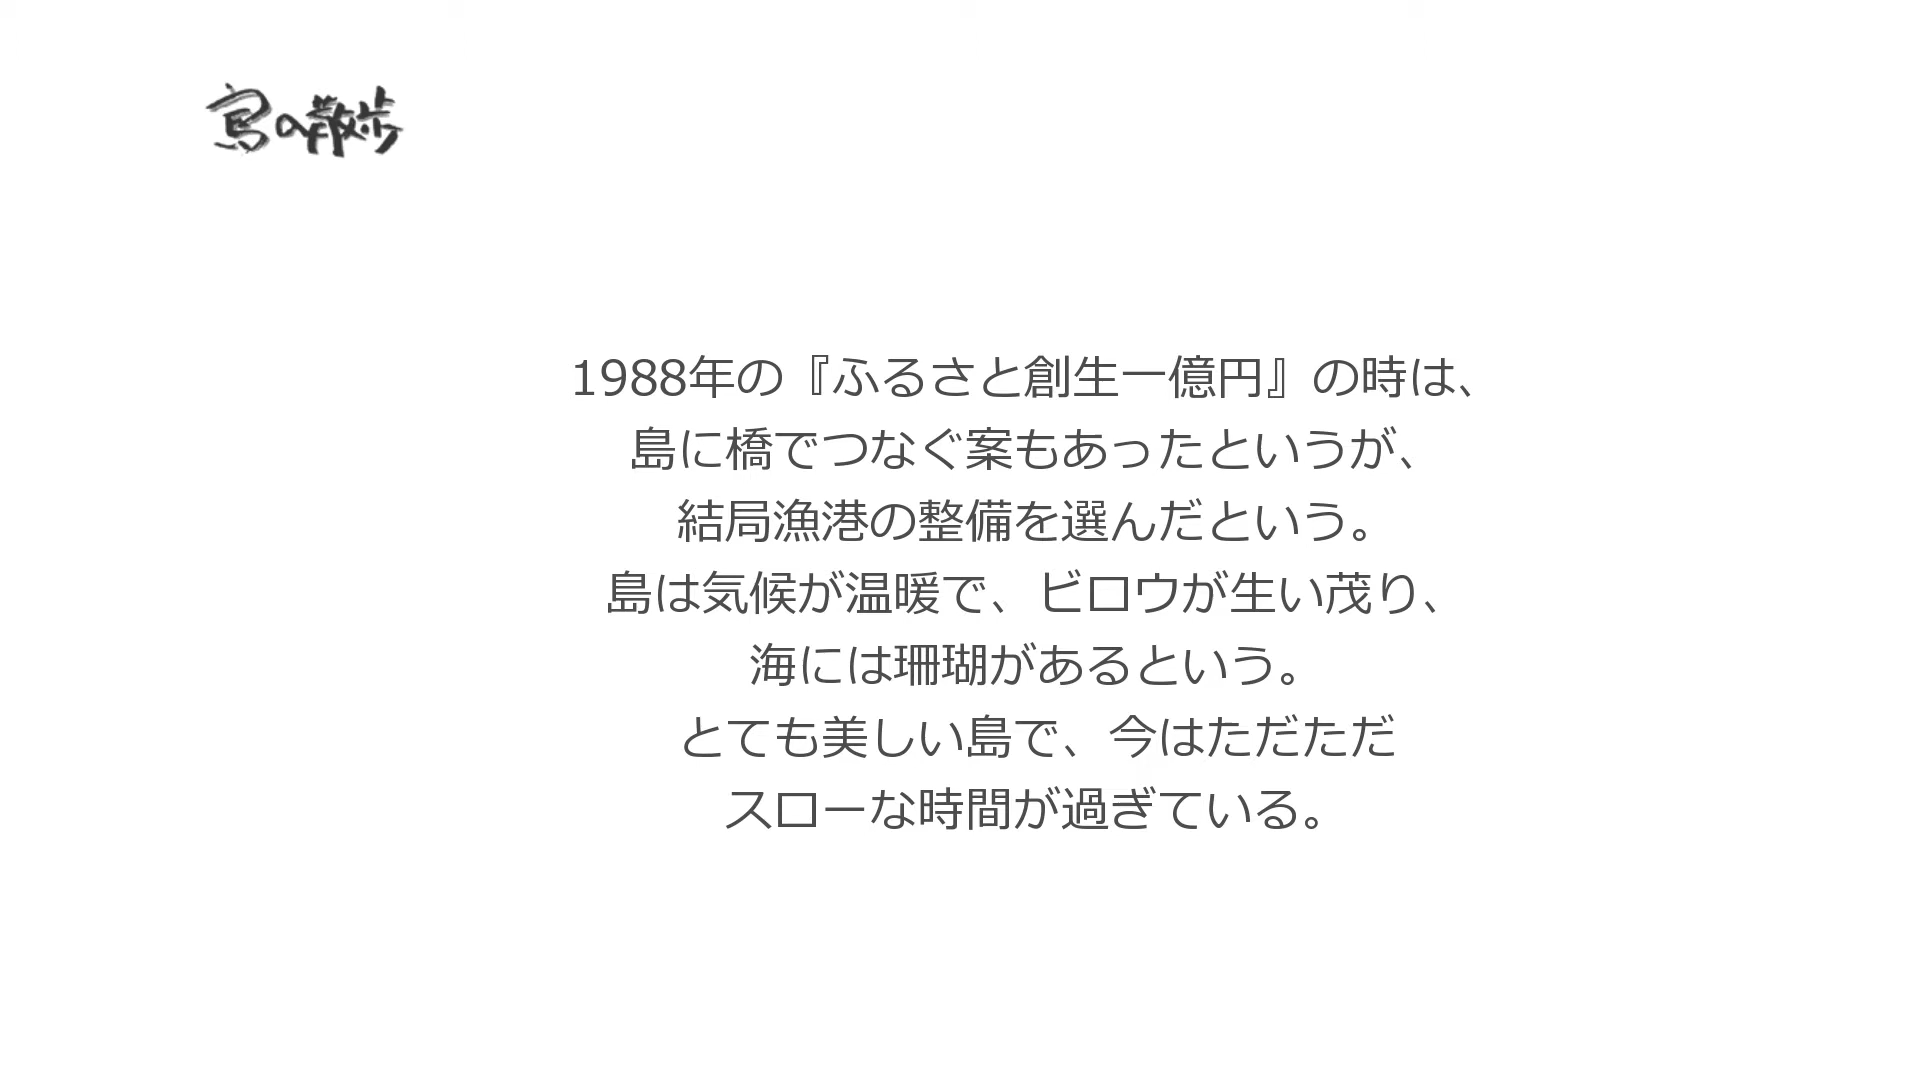 島の散歩
1988年の『ふるさと創生一億円』の時は、
島に橋でつなぐ案もあったというが、
結局漁港の整備を選んだという。
島は気候が温暖で、ビロウが生い茂り、
海には珊瑚があるという。
とても美しい島で、今はただただ
スローな時間が過ぎている。